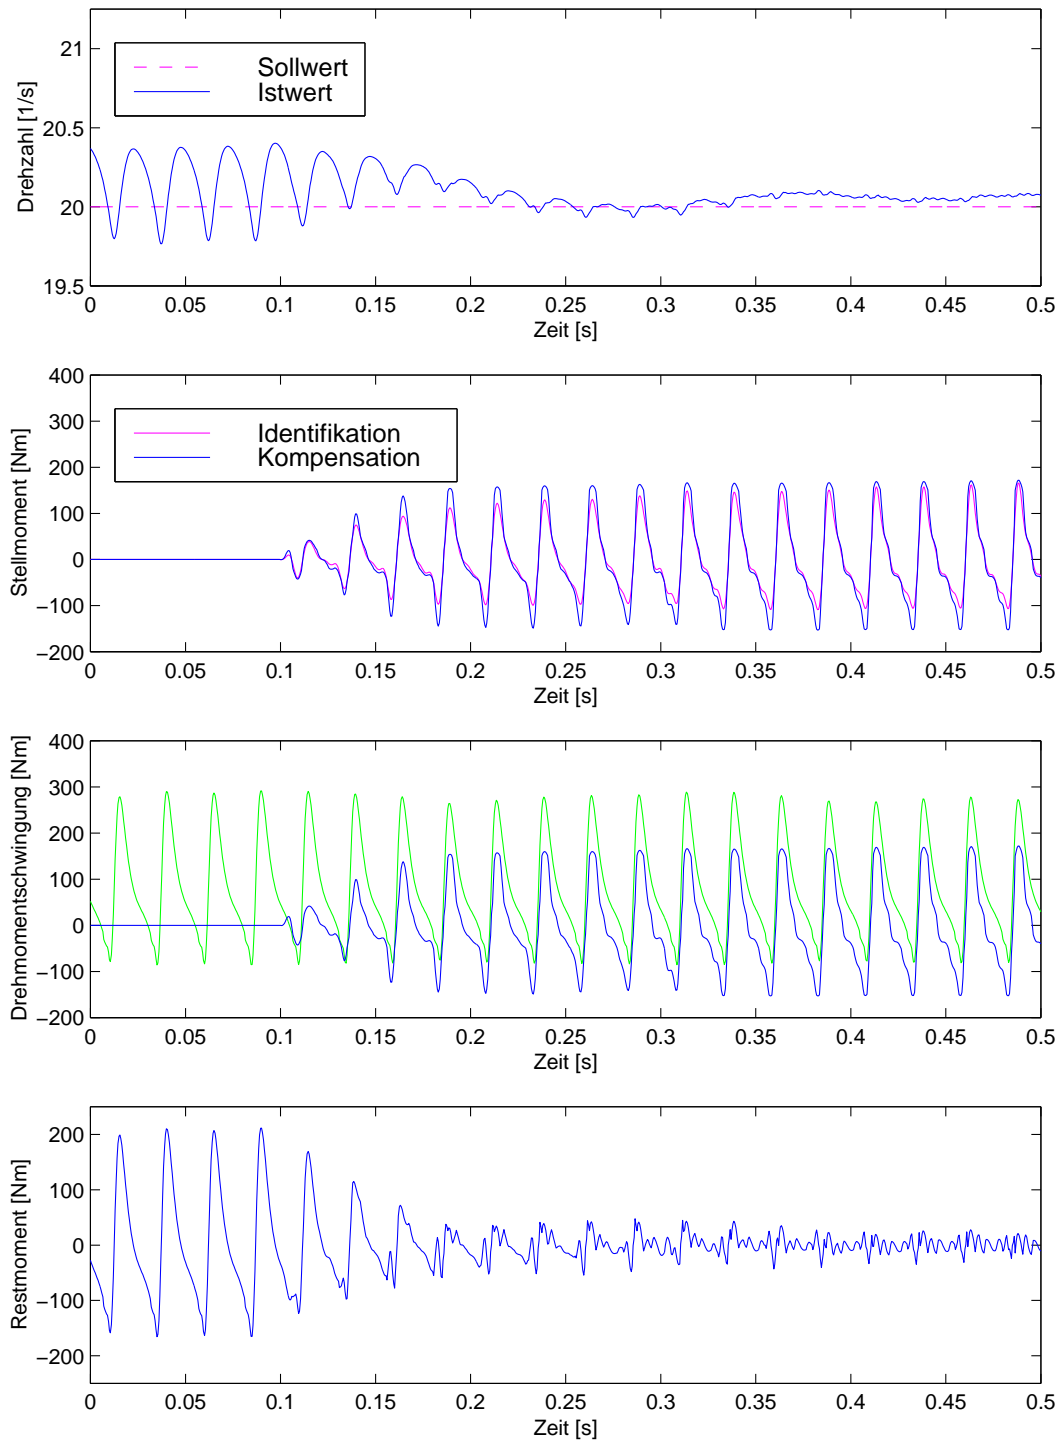 21
20.5
20
19.5
Drehzahl [1/s]
Sollwert
Istwert
0 0.05 0.1 0.15 0.2 0.25 0.3 0.35 0.4 0.45 0.5
Zeit [s]
400
300
200
100
0
−100
−200
Stellmoment [Nm]
Identifikation
Kompensation
0 0.05 0.1 0.15 0.2 0.25 0.3 0.35 0.4 0.45 0.5
Zeit [s]
400
300
200
100
0
−100
−200
Drehmomentschwingung [Nm]
0 0.05 0.1 0.15 0.2 0.25 0.3 0.35 0.4 0.45 0.5
Zeit [s]
200
100
0
−100
−200
Restmoment [Nm]
0 0.05 0.1 0.15 0.2 0.25 0.3 0.35 0.4 0.45 0.5
Zeit [s]